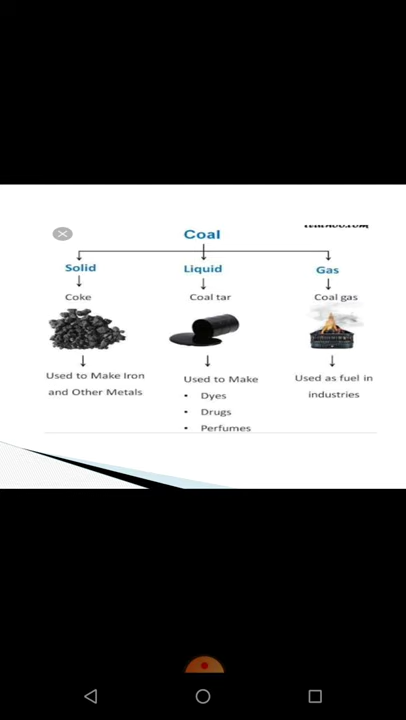 Coal
Solid
Liquid
Gas
Coke
Coal tar
Coal gas
Used to Make Iron
and Other Metals
Used to Make
• Dyes
• Drugs
• Perfumes
Used as fuel in
industries